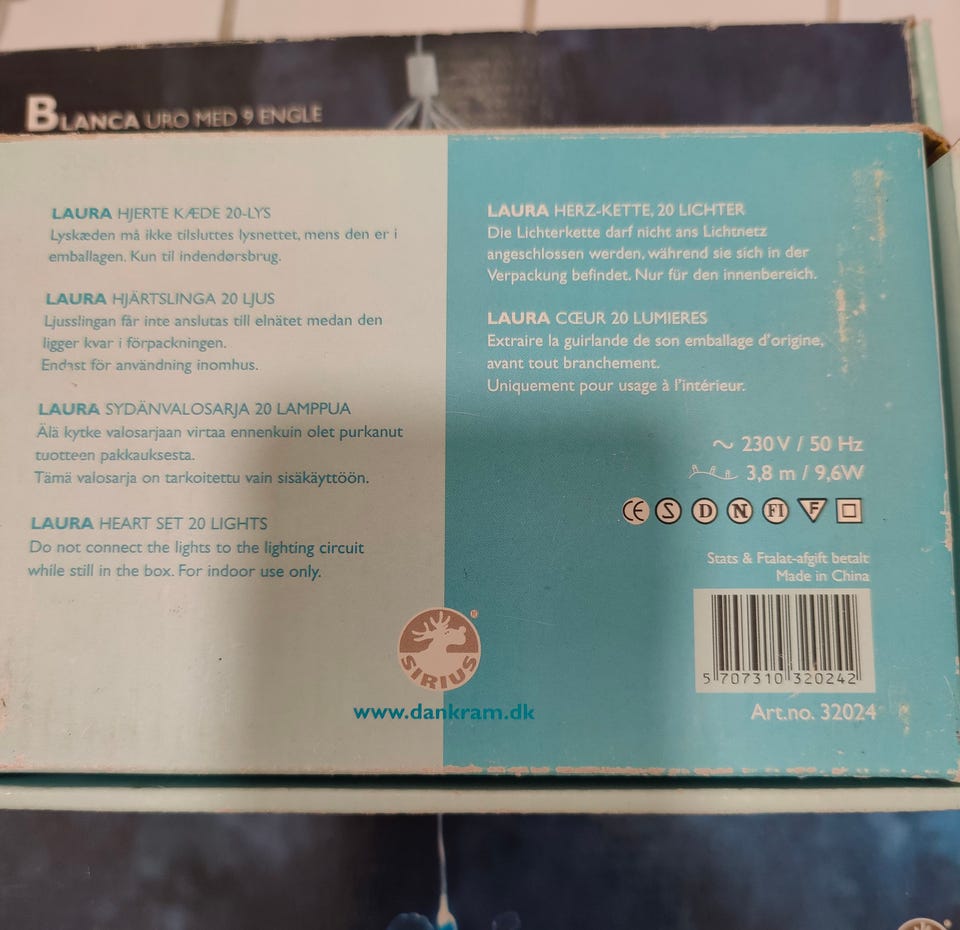 BLANCA URO MED 9 ENGLE
LAURA HJERTE KÆDE 20-LYS
Lyskæden må ikke tilsluttes lysnettet, mens den er i
emballagen. Kun til indendørsbrug.
LAURA HJÄRTSLINGA 20 LJUS
Ljusslingan får inte anslutas till elnätet medan den
ligger kvar i förpackningen.
Endast för användning inomhus.
LAURA SYDÄNVALOSARJA 20 LAMPPUA
Älä kytke valosarjaan virtaa ennenkuin olet purkanut
tuotteen pakkauksesta.
Tämä valosarja on tarkoitettu vain sisäkäyttöön.
LAURA HEART SET 20 LIGHTS
Do not connect the lights to the lighting circuit
while still in the box. For indoor use only.
LAURA HERZ-KETTE, 20 LICHTER
Die Lichterkette darf nicht ans Lichtnetz
angeschlossen werden, während sie sich in der
Verpackung befindet. Nur für den innenbereich.
LAURA CŒUR 20 LUMIERES
Extraire la guirlande de son emballage d'origine,
avant tout branchement.
Uniquement pour usage à l'intérieur.
~ 230 V / 50 Hz
3,8 m / 9,6W
CE S D N FI F
Stats & Ftalat-afgift betalt
Made in China
5 707310 320242
Art.no. 32024
SIRIUS®
www.dankram.dk